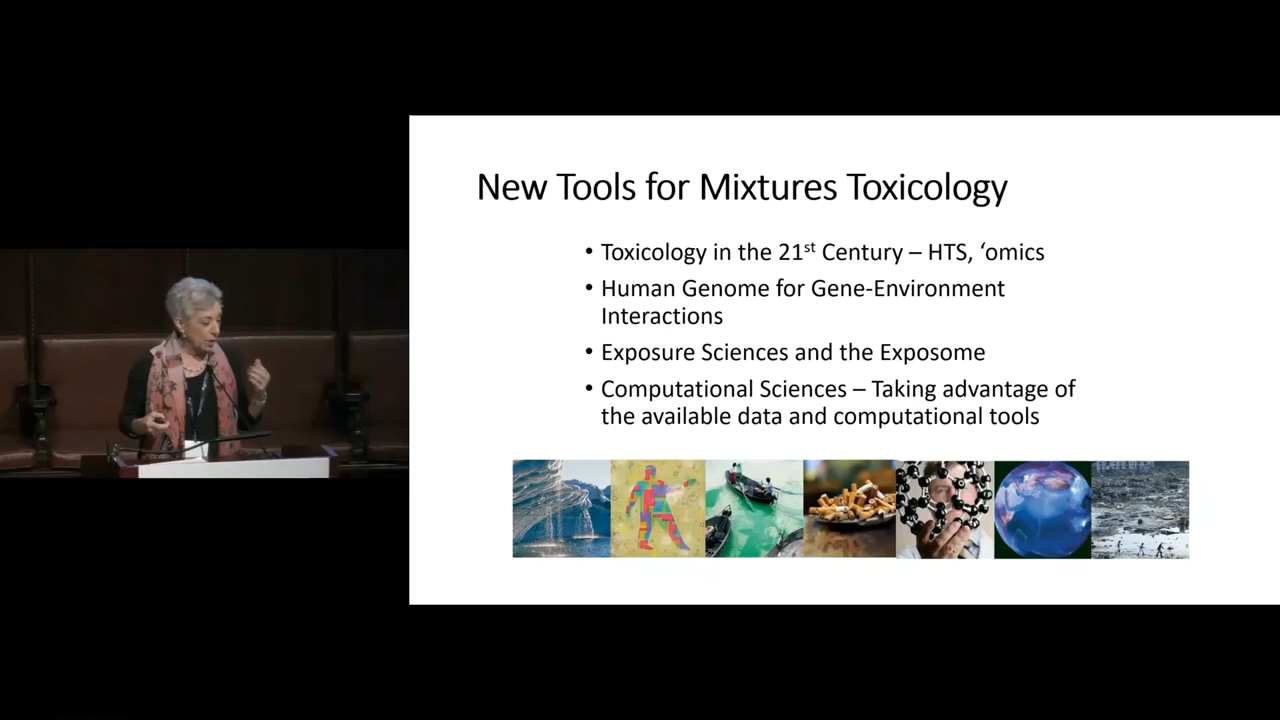 New Tools for Mixtures Toxicology
• Toxicology in the 21st Century – HTS, ‘omics
• Human Genome for Gene-Environment
Interactions
• Exposure Sciences and the Exposome
• Computational Sciences – Taking advantage of
the available data and computational tools